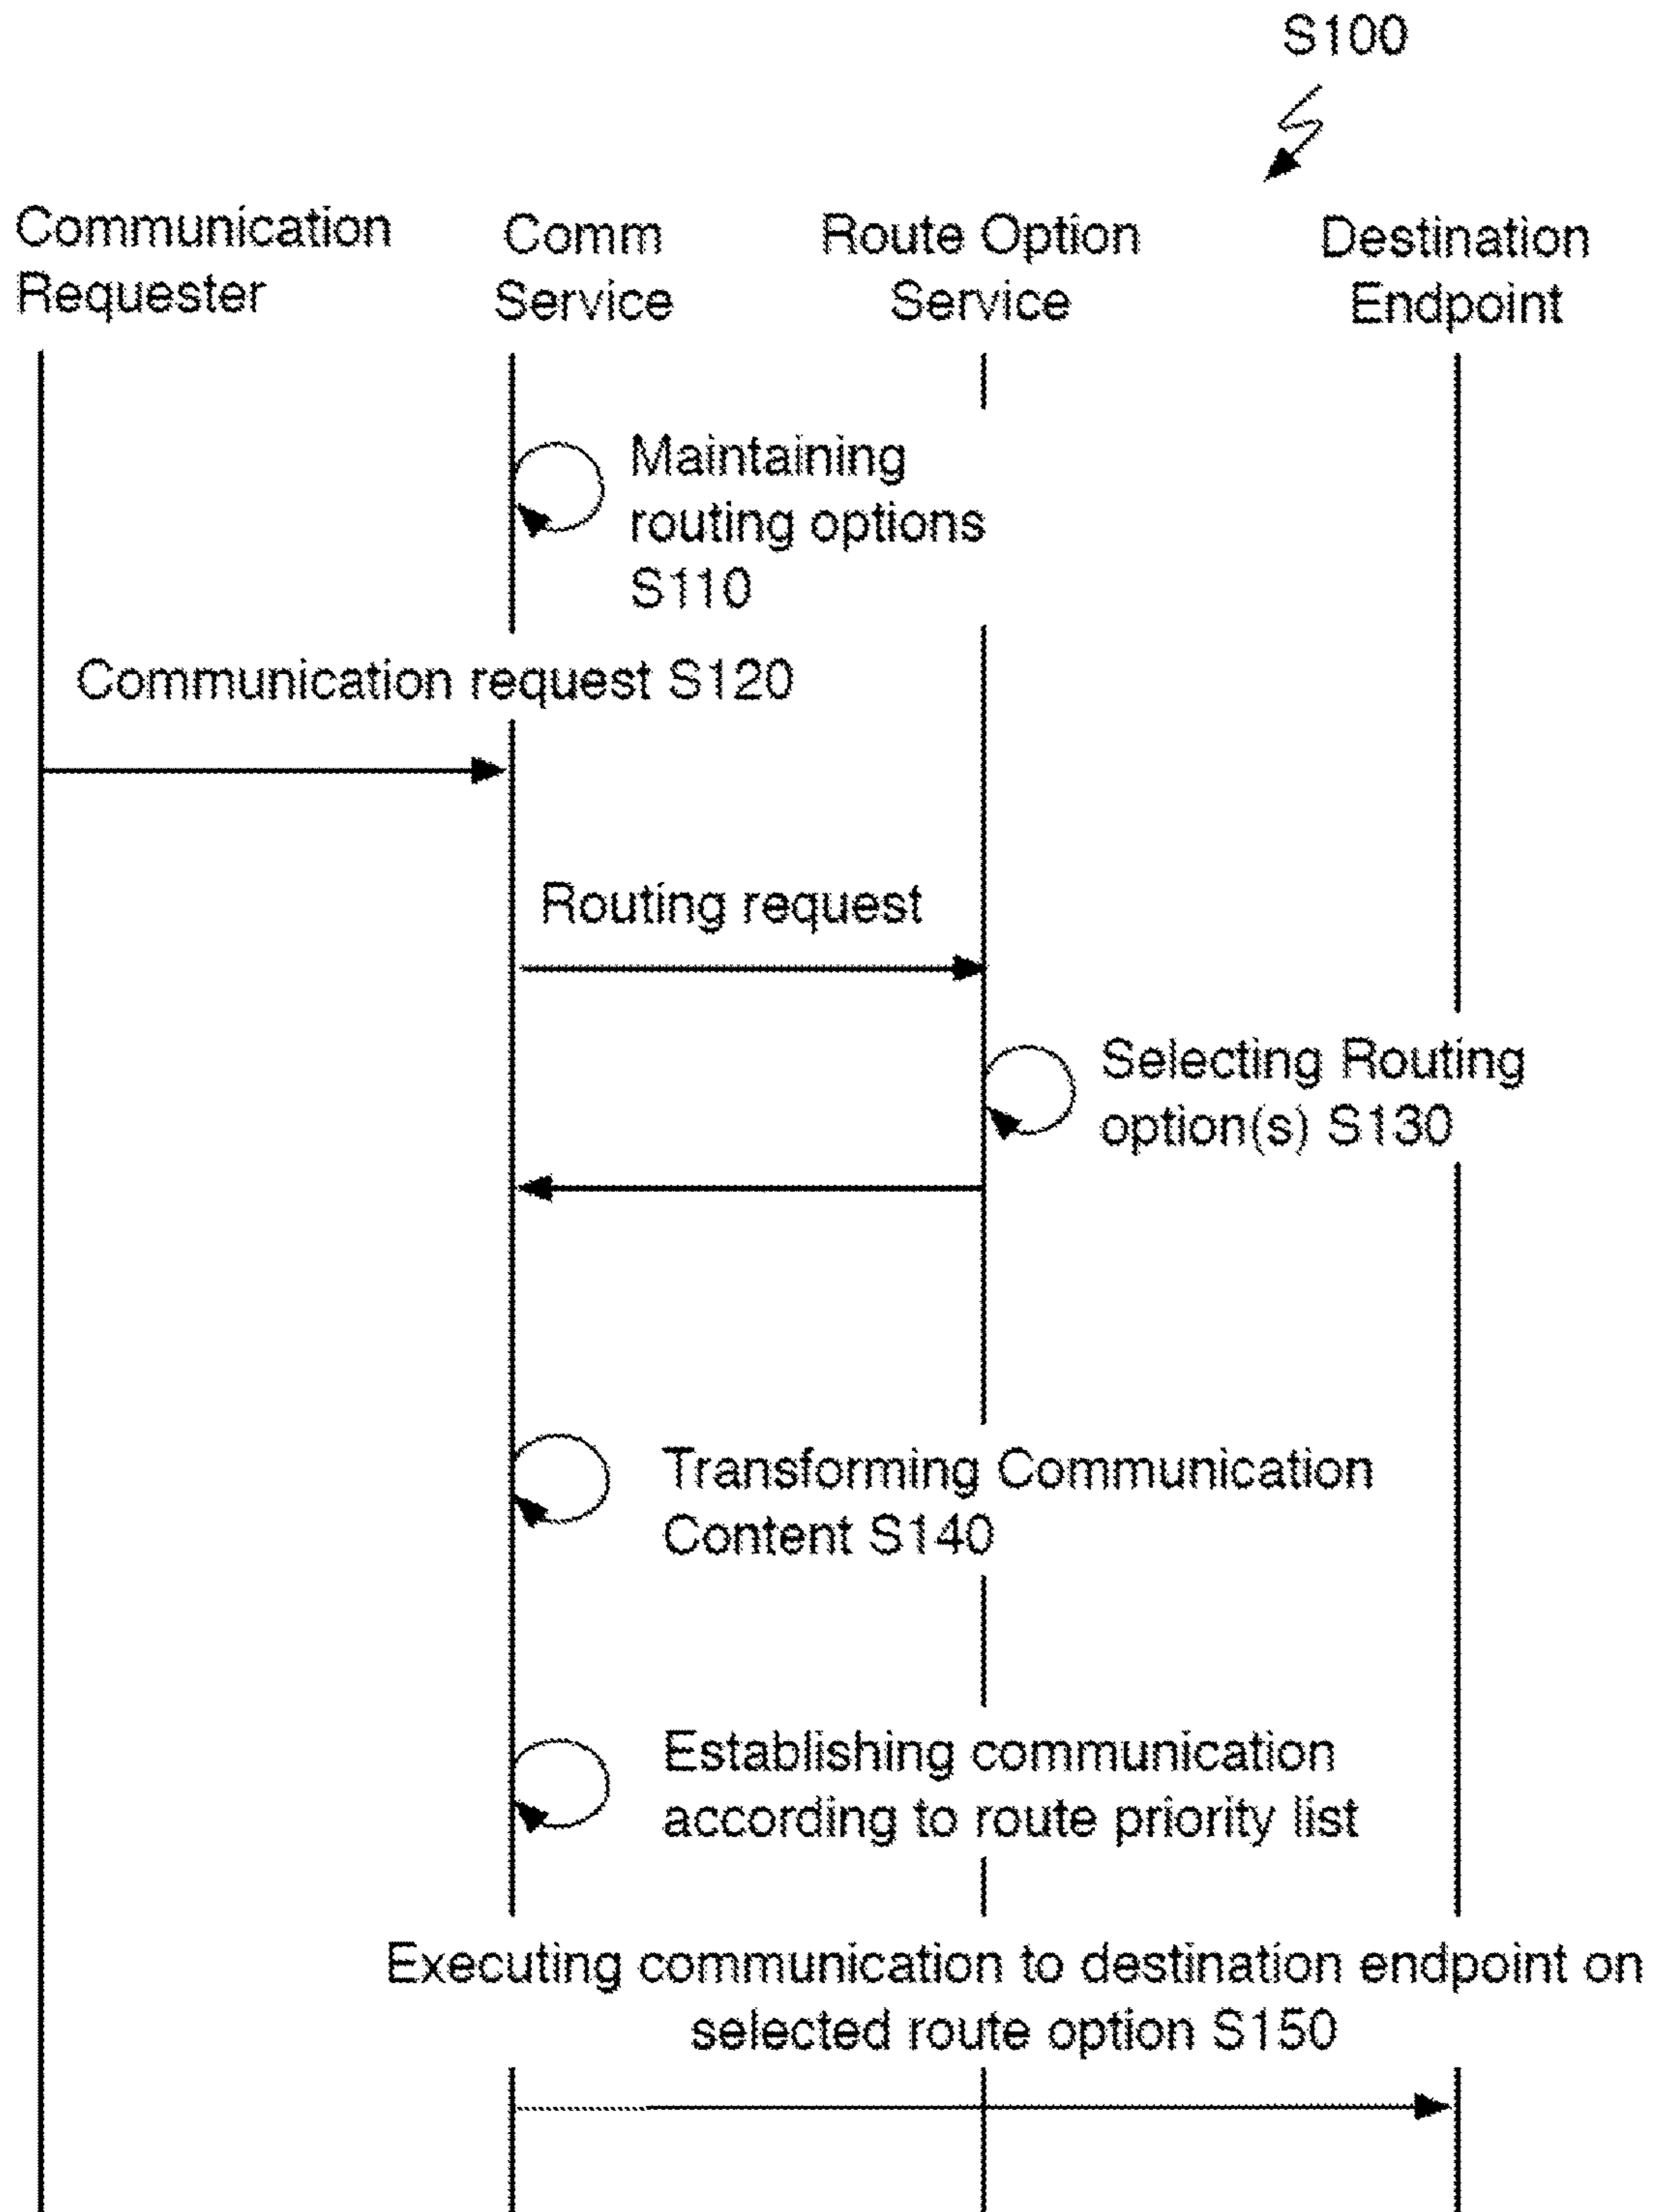 S100
Communication
Requester
Comm
Service
Route Option
Service
Destination
Endpoint
Maintaining
routing options
S110
Communication request S120
Routing request
Selecting Routing
option(s) S130
Transforming Communication
Content S140
Establishing communication
according to route priority list
Executing communication to destination endpoint on
selected route option S150